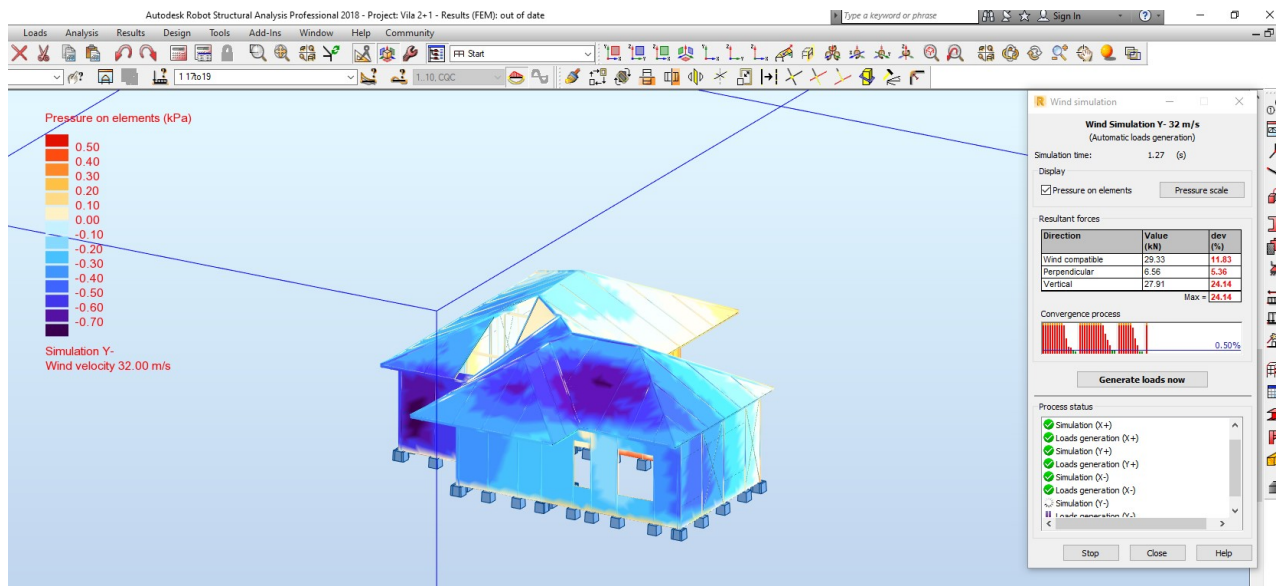 Autodesk Robot Structural Analysis Professional 2018 - Project: Vila 2+1 - Results (FEM): out of date
Type a keyword or phrase
Sign In
Loads Analysis Results Design Tools Add-Ins Window Help Community
Start
1 17to19
1..10, CQC
Pressure on elements (kPa)
0.50
0.40
0.30
0.20
0.10
0.00
-0.10
-0.20
-0.30
-0.40
-0.50
-0.60
-0.70
Simulation Y-
Wind velocity 32.00 m/s
Wind simulation
Wind Simulation Y- 32 m/s
(Automatic loads generation)
Simulation time: 1.27 (s)
Display
Pressure on elements
Pressure scale
Resultant forces
Direction Value (kN) dev (%)
Wind compatible 29.33 11.83
Perpendicular 6.56 5.36
Vertical 27.91 24.14
Max = 24.14
Convergence process
0.50%
Generate loads now
Process status
Simulation (X+)
Loads generation (X+)
Simulation (Y+)
Loads generation (Y+)
Simulation (X-)
Loads generation (X-)
Simulation (Y-)
Loads generation (Y-)
Stop Close Help